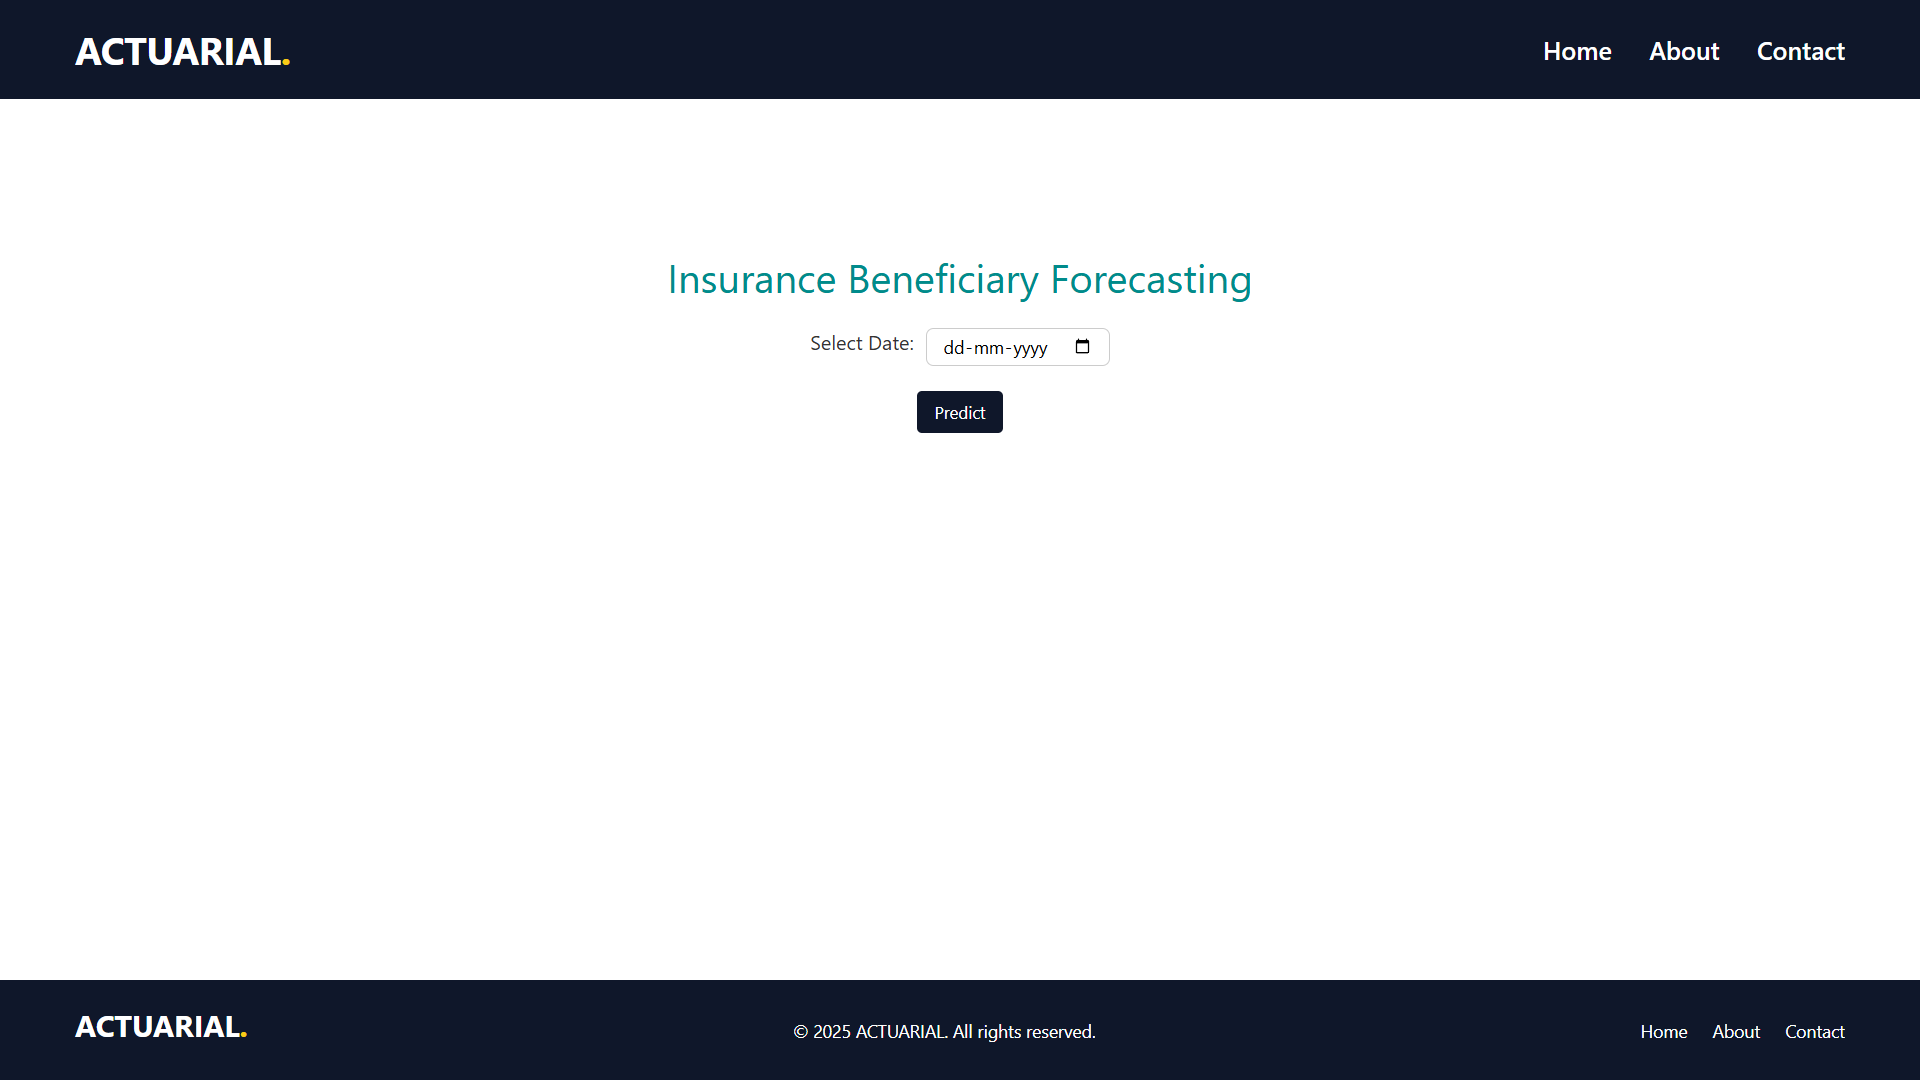 ACTUARIAL.
Home About Contact
Insurance Beneficiary Forecasting
Select Date: dd-mm-yyyy
Predict
ACTUARIAL.
© 2025 ACTUARIAL. All rights reserved.
Home About Contact